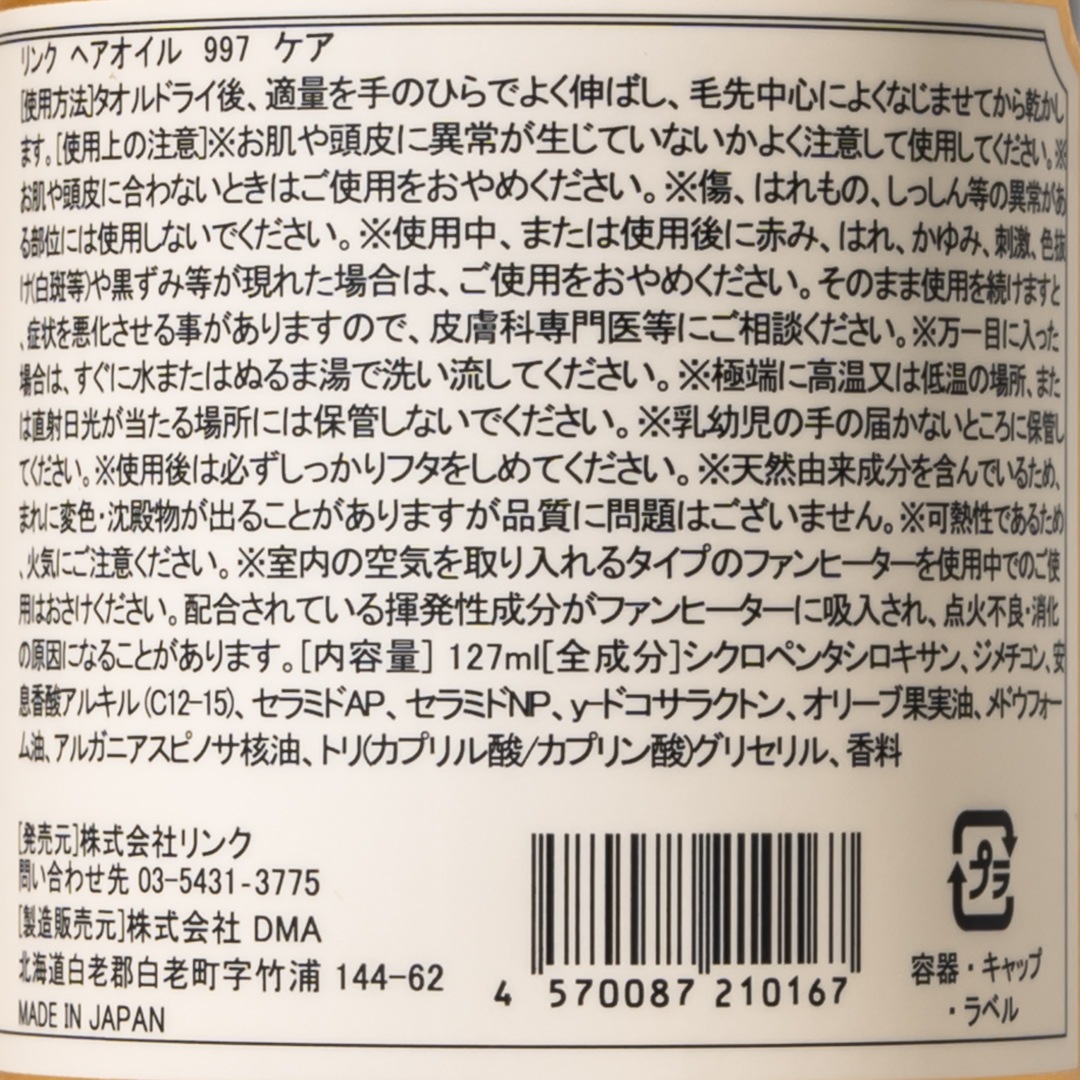 リンク ヘアオイル 997 ケア
[使用方法]タオルドライ後、適量を手のひらでよく伸ばし、毛先中心によくなじませてから乾かし
ます。[使用上の注意]※お肌や頭皮に異常が生じていないかよく注意して使用してください。※
お肌や頭皮に合わないときはご使用をおやめください。※傷、はれもの、しっしん等の異常があ
る部位には使用しないでください。※使用中、または使用後に赤み、はれ、かゆみ、刺激、色抜
け(白斑等)や黒ずみ等が現れた場合は、ご使用をおやめください。そのまま使用を続けますと
、症状を悪化させる事がありますので、皮膚科専門医等にご相談ください。※万一目に入った
場合は、すぐに水またはぬるま湯で洗い流してください。※極端に高温又は低温の場所、また
は直射日光が当たる場所には保管しないでください。※乳幼児の手の届かないところに保管し
てください。※使用後は必ずしっかりフタをしめてください。※天然由来成分を含んでいるため、
まれに変色・沈殿物が出ることがありますが品質に問題はございません。※可熱性であるため
、火気にご注意ください。※室内の空気を取り入れるタイプのファンヒーターを使用中でのご使
用はおさけください。配合されている揮発性成分がファンヒーターに吸入され、点火不良・消化
の原因になることがあります。[内容量] 127ml[全成分]シクロペンタシロキサン、ジメチコン、安
息香酸アルキル(C12-15)、セラミドAP、セラミドNP、y-ドコサラクトン、オリーブ果実油、メドウフォー
ム油、アルガニアスピノサ核油、トリ(カプリル酸/カプリン酸)グリセリル、香料
[発売元]株式会社リンク
問い合わせ先 03-5431-3775
[製造販売元]株式会社 DMA
北海道白老郡白老町字竹浦 144-62
MADE IN JAPAN
4 570087 210167
プラ
容器・キャップ
・ラベル